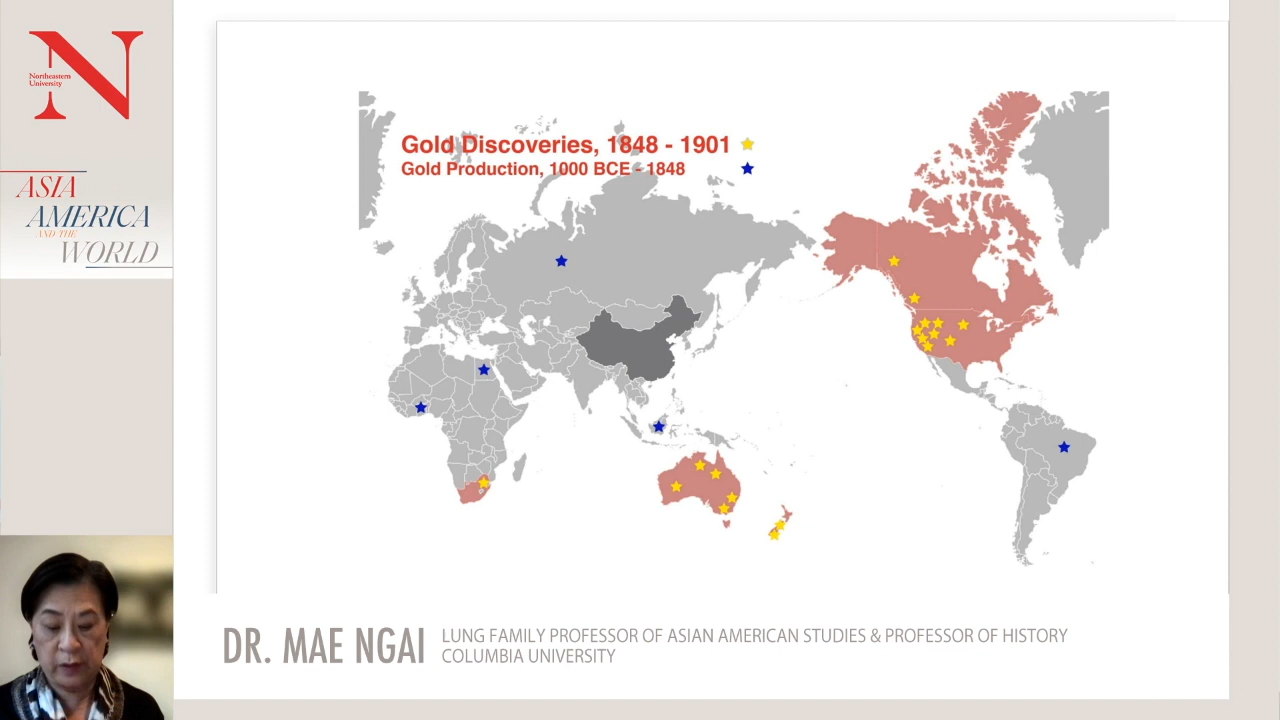 Northeastern
University
ASIA
AMERICA
AND THE
WORLD
Gold Discoveries, 1848 - 1901
Gold Production, 1000 BCE - 1848
DR. MAE NGAI
LUNG FAMILY PROFESSOR OF ASIAN AMERICAN STUDIES & PROFESSOR OF HISTORY
COLUMBIA UNIVERSITY